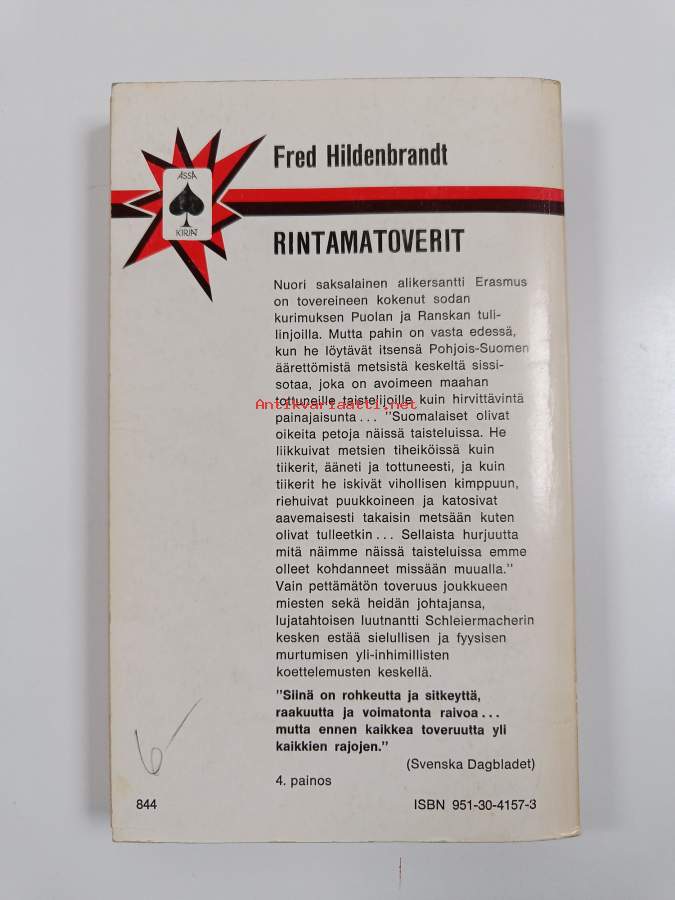 Fred Hildenbrandt
ÄSSÄ
KIRJAT
RINTAMATOVERIT
Nuori saksalainen alikersantti Erasmus
on tovereineen kokenut sodan
kurimuksen Puolan ja Ranskan tuli-
linjoilla. Mutta pahin on vasta edessä,
kun he löytävät itsensä Pohjois-Suomen
äärettömistä metsistä keskeltä sissi-
sotaa, joka on avoimeen maahan
tottuneille taistelijoille kuin hirvittävintä
Antikvariaatti.net
painajaisunta... "Suomalaiset olivat
oikeita petoja näissä taisteluissa. He
liikkuivat metsien tiheiköissä kuin
tiikerit, ääneti ja tottuneesti, ja kuin
tiikerit he iskivät vihollisen kimppuun,
riehuivat puukkoineen ja katosivat
aavemaisesti takaisin metsään kuten
olivat tulleetkin... Sellaista hurjuutta
mitä näimme näissä taisteluissa emme
olleet kohdanneet missään muualla."
Vain pettämätön toveruus joukkueen
miesten sekä heidän johtajansa,
lujatahtoisen luutnantti Schleiermacherin
kesken estää sielullisen ja fyysisen
murtumisen yli-inhimillisten
koettelemusten keskellä.
"Siinä on rohkeutta ja sitkeyttä,
raakuutta ja voimatonta raivoa...
mutta ennen kaikkea toveruutta yli
kaikkien rajojen."
(Svenska Dagbladet)
4. painos
6-
844
ISBN 951-30-4157-3